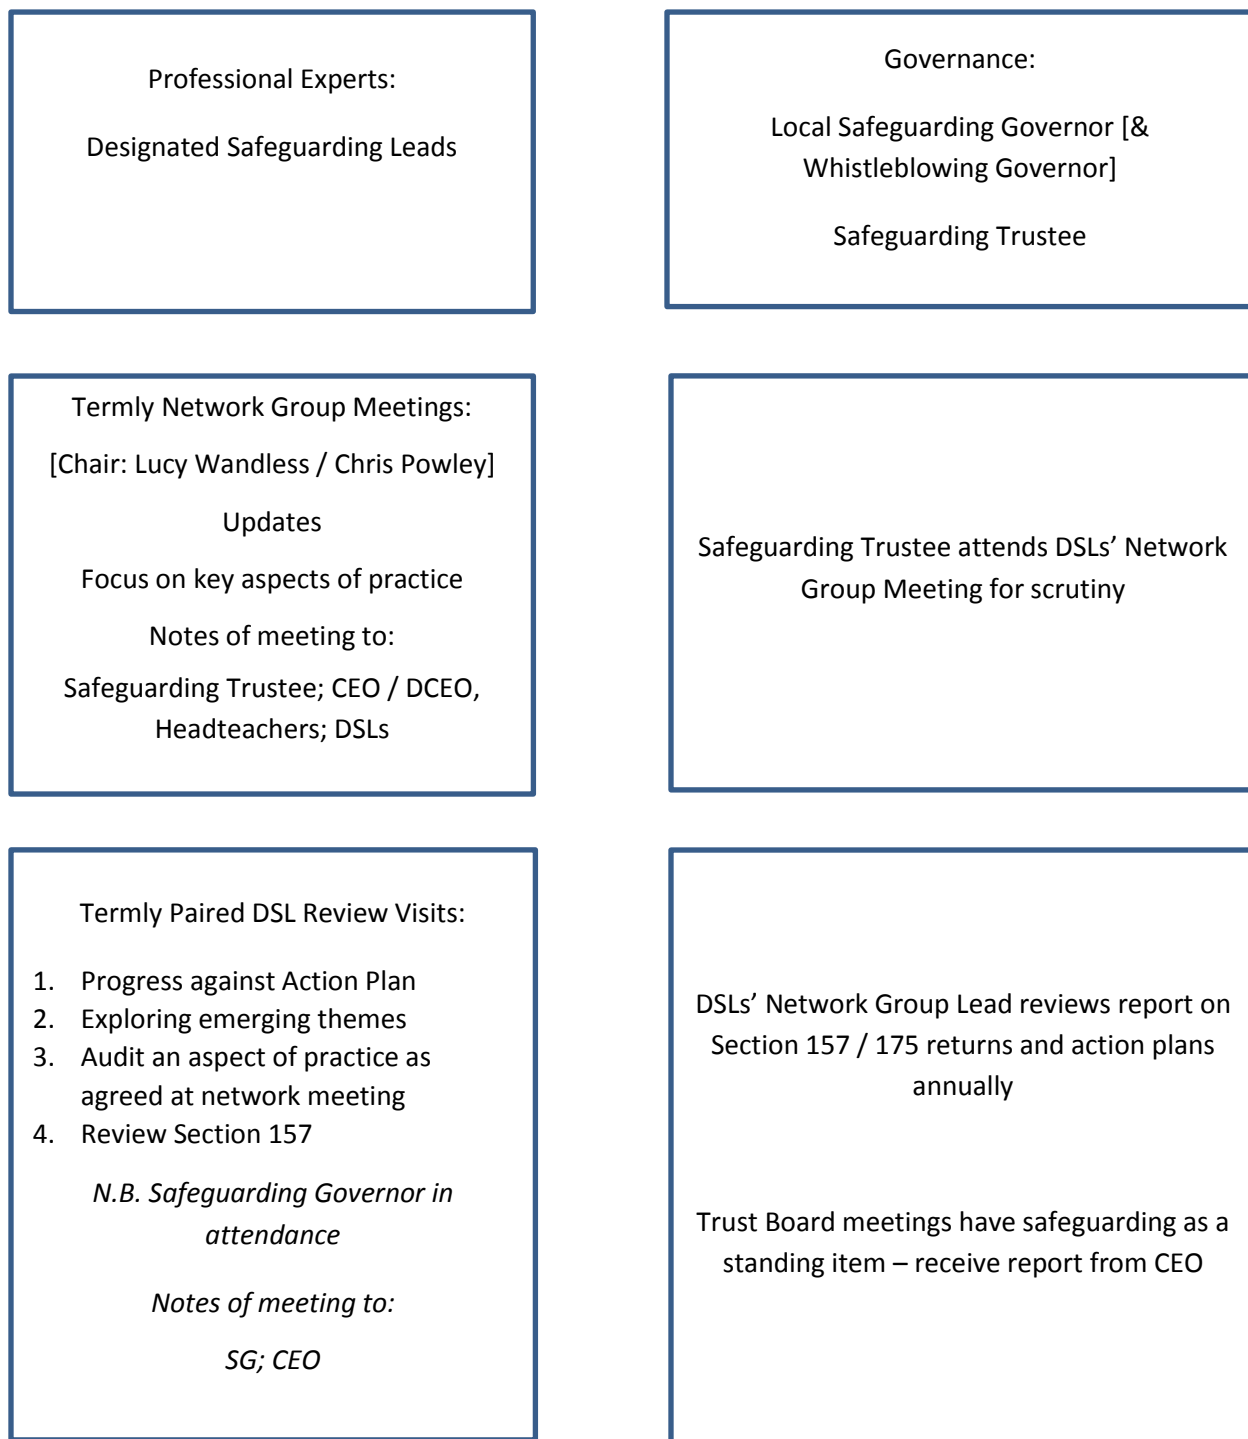 Professional Experts:
Designated Safeguarding Leads
Governance:
Local Safeguarding Governor [&
Whistleblowing Governor]
Safeguarding Trustee
Termly Network Group Meetings:
[Chair: Lucy Wandless / Chris Powley]
Updates
Focus on key aspects of practice
Notes of meeting to:
Safeguarding Trustee; CEO / DCEO,
Headteachers; DSLs
Safeguarding Trustee attends DSLs’ Network
Group Meeting for scrutiny
Termly Paired DSL Review Visits:
1. Progress against Action Plan
2. Exploring emerging themes
3. Audit an aspect of practice as
agreed at network meeting
4. Review Section 157
N.B. Safeguarding Governor in
attendance
Notes of meeting to:
SG; CEO
DSLs’ Network Group Lead reviews report on
Section 157 / 175 returns and action plans
annually
Trust Board meetings have safeguarding as a
standing item – receive report from CEO